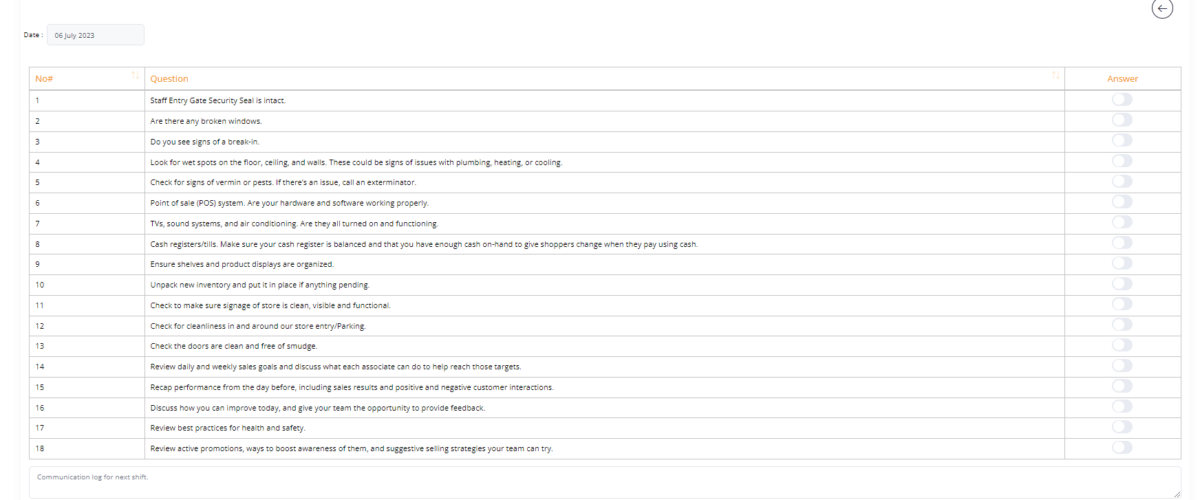 Date : 06 July 2023
No# Question Answer
1 Staff Entry Gate Security Seal is intact.
2 Are there any broken windows.
3 Do you see signs of a break-in.
4 Look for wet spots on the floor, ceiling, and walls. These could be signs of issues with plumbing, heating, or cooling.
5 Check for signs of vermin or pests. If there's an issue, call an exterminator.
6 Point of sale (POS) system. Are your hardware and software working properly.
7 TVs, sound systems, and air conditioning. Are they all turned on and functioning.
8 Cash registers/tills. Make sure your cash register is balanced and that you have enough cash on-hand to give shoppers change when they pay using cash.
9 Ensure shelves and product displays are organized.
10 Unpack new inventory and put it in place if anything pending.
11 Check to make sure signage of store is clean, visible and functional.
12 Check for cleanliness in and around our store entry/Parking.
13 Check the doors are clean and free of smudge.
14 Review daily and weekly sales goals and discuss what each associate can do to help reach those targets.
15 Recap performance from the day before, including sales results and positive and negative customer interactions.
16 Discuss how you can improve today, and give your team the opportunity to provide feedback.
17 Review best practices for health and safety.
18 Review active promotions, ways to boost awareness of them, and suggestive selling strategies your team can try.
Communication log for next shift.